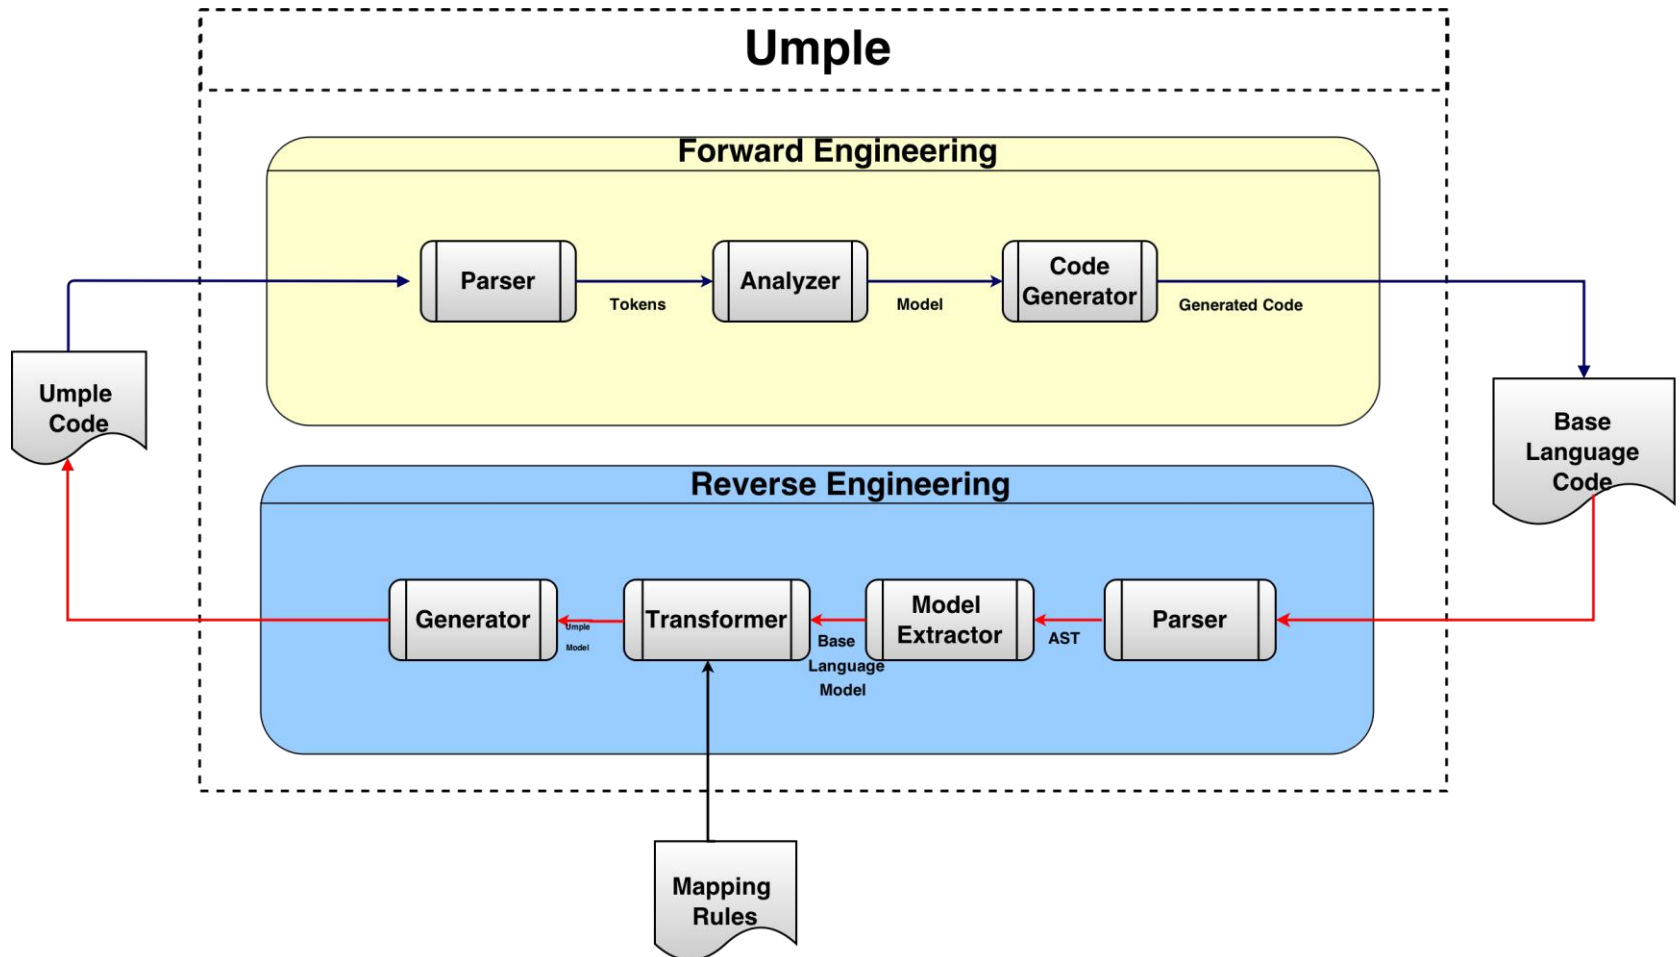 Umple
Forward Engineering
Parser
Tokens
Analyzer
Model
Code
Generator
Generated Code
Umple
Code
Base
Language
Code
Reverse Engineering
Generator
Umple
Model
Transformer
Base
Language
Model
Model
Extractor
AST
Parser
Mapping
Rules